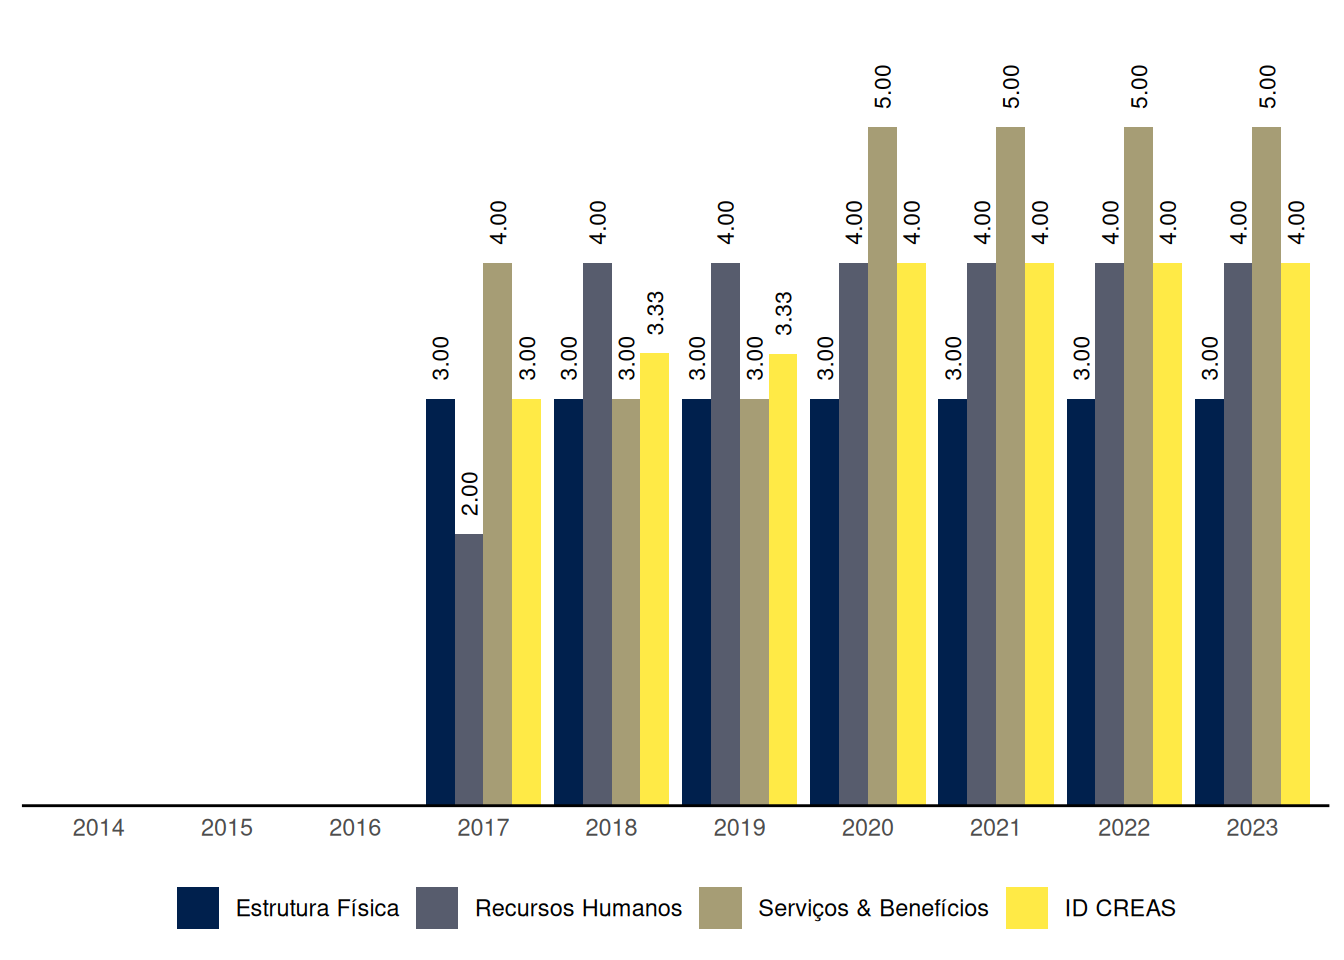 5.00 5.00 5.00 5.00
4.00 4.00 4.00 4.00 4.00 4.00 4.00 4.00 4.00 4.00 4.00
3.33 3.33
3.00 3.00 3.00 3.00 3.00 3.00 3.00 3.00 3.00 3.00
2.00
2014 2015 2016 2017 2018 2019 2020 2021 2022 2023
Estrutura Física Recursos Humanos Serviços & Benefícios ID CREAS